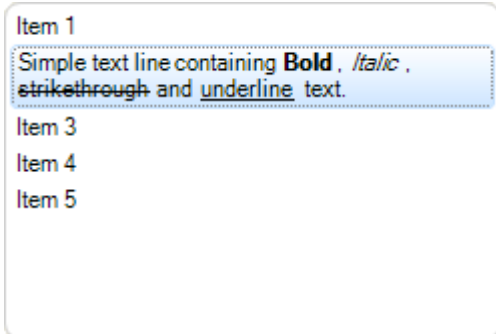 Item 1
Simple text line containing Bold , Italic ,
strikethrough and underline text.
Item 3
Item 4
Item 5